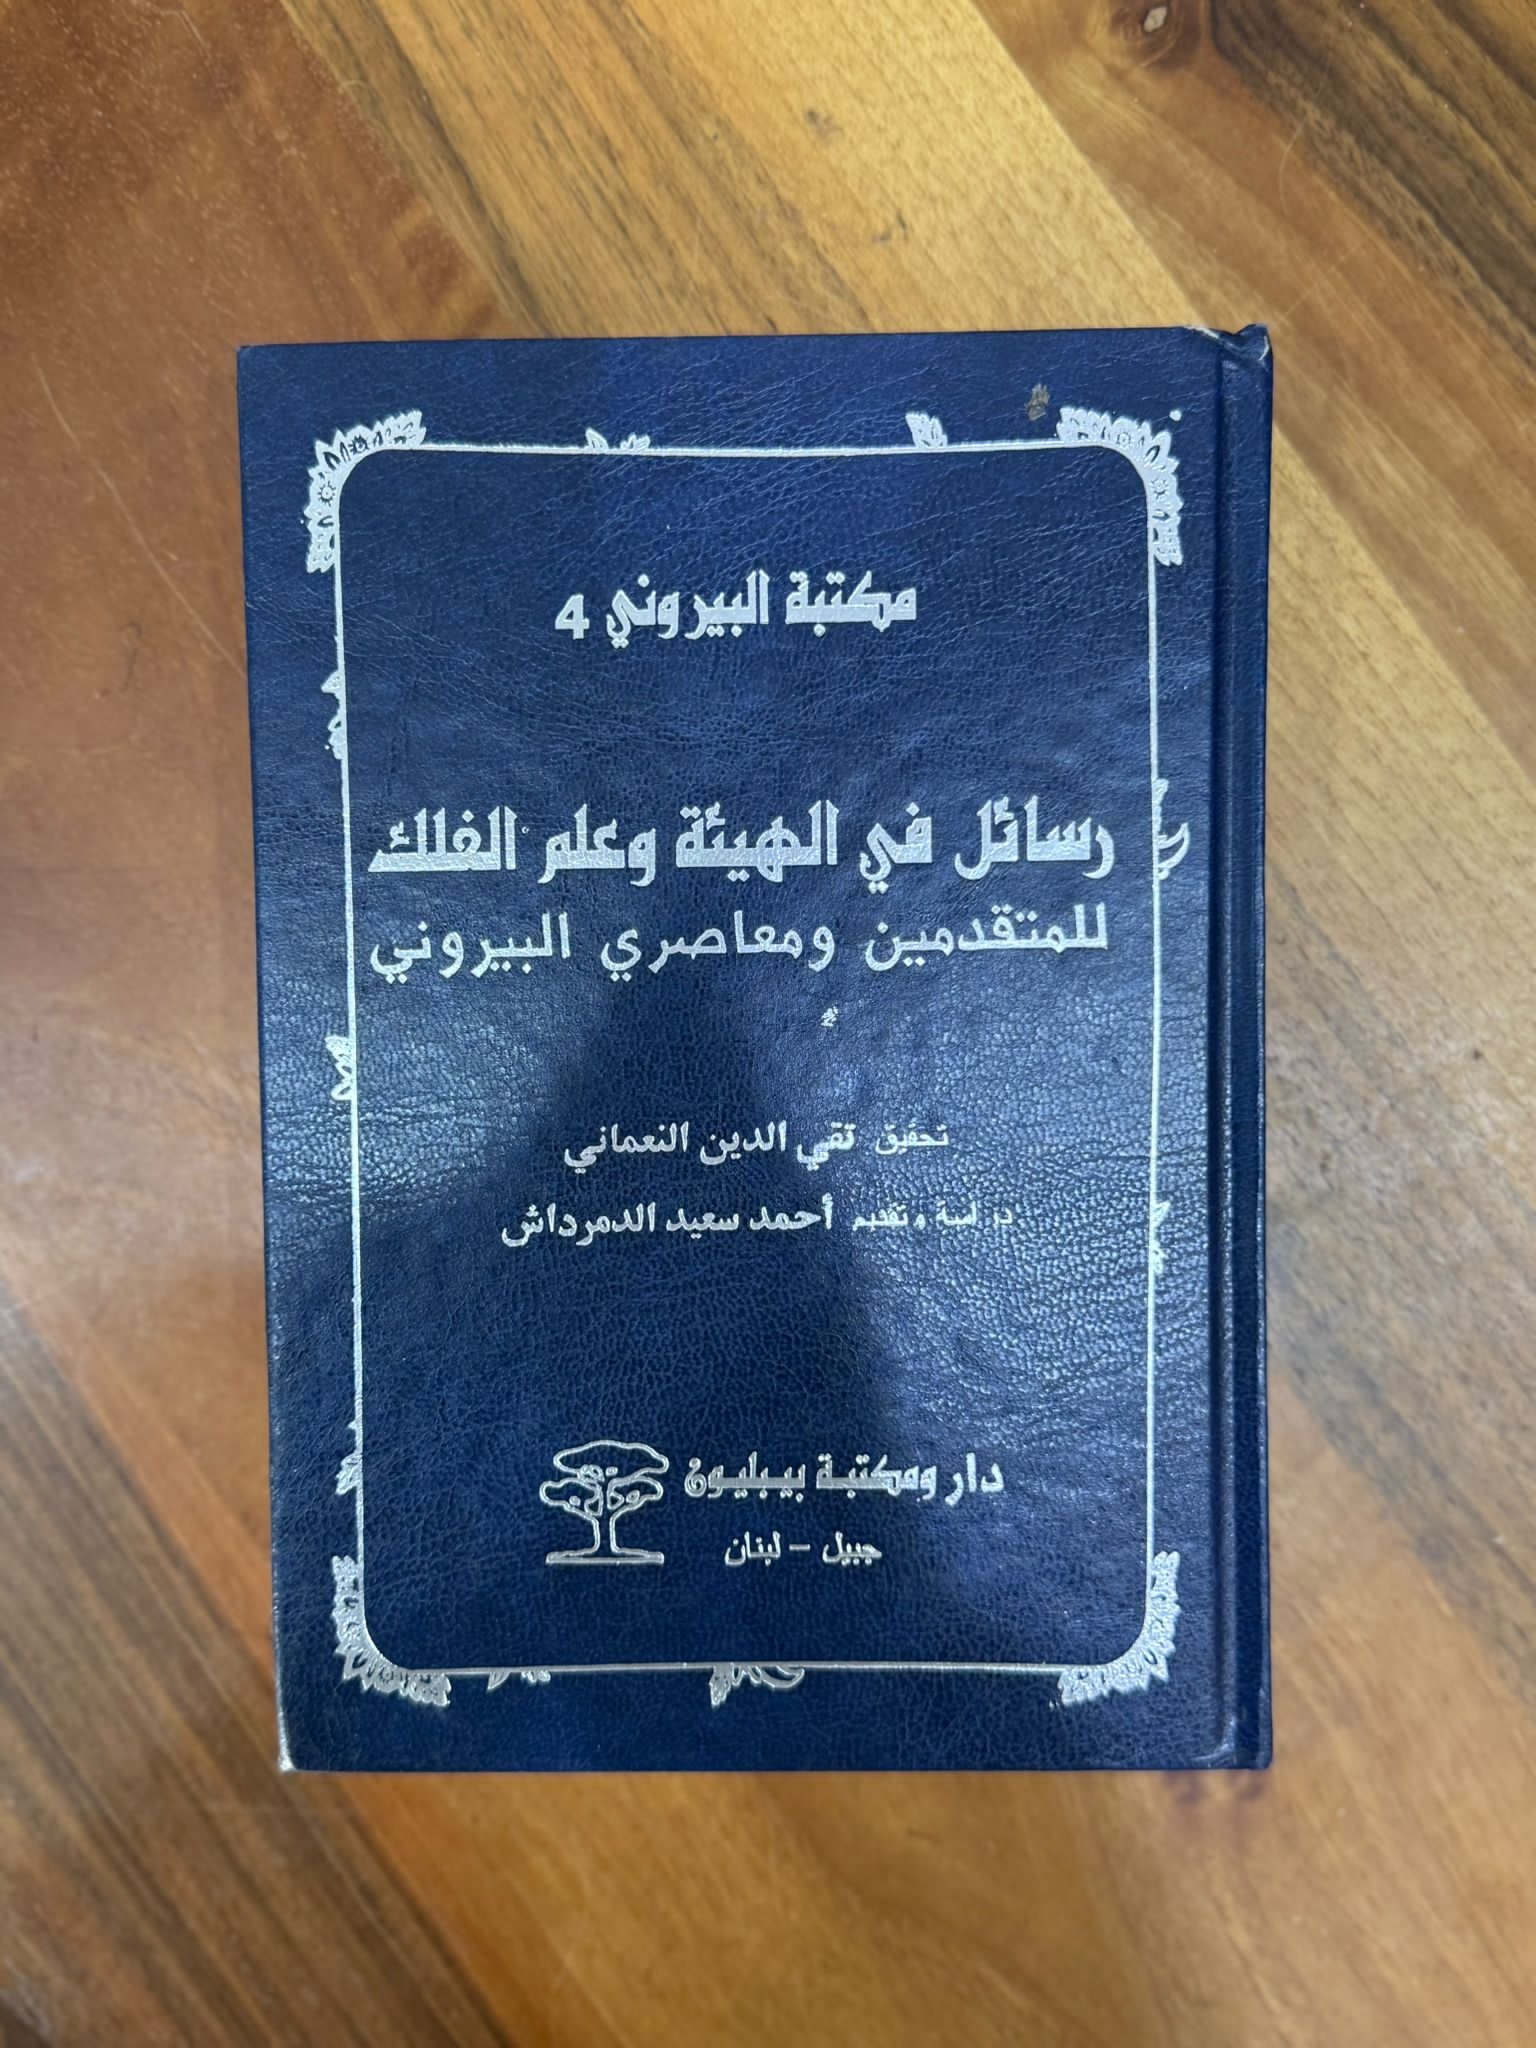 مكتبة البيروني 4
رسائل في الهيئة وعلم الفلك
للمتقدمين ومعاصري البيروني
تحقيق تقي الدين النعماني
دراسة وتقديم أحمد سعيد الدمرداش
دار ومكتبة بيبليون
جبيل - لبنان